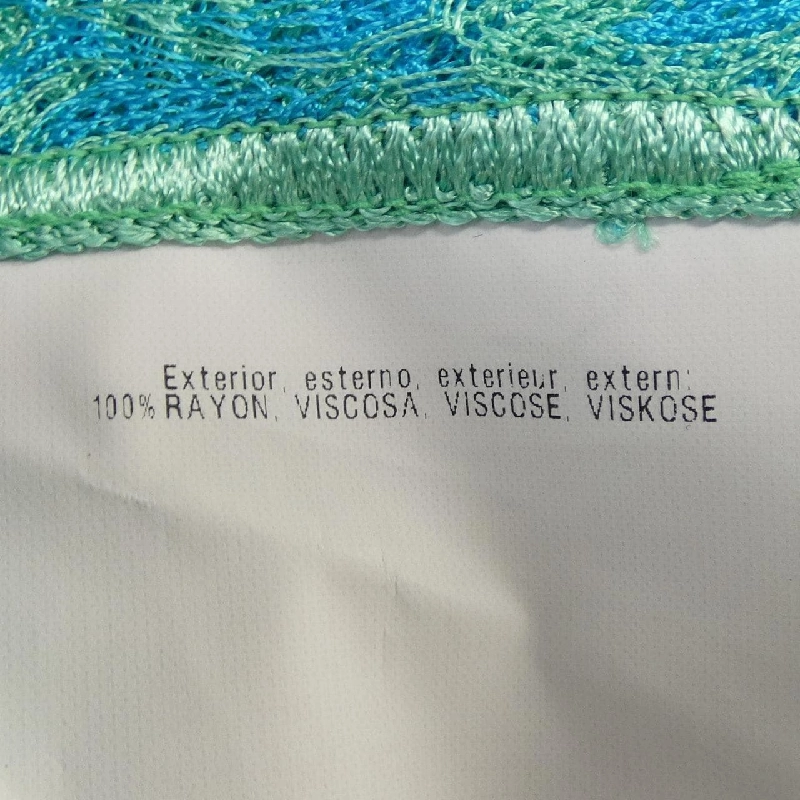 Exterior, esterno, exterieur, extern:
100% RAYON, VISCOSA, VISCOSE, VISKOSE